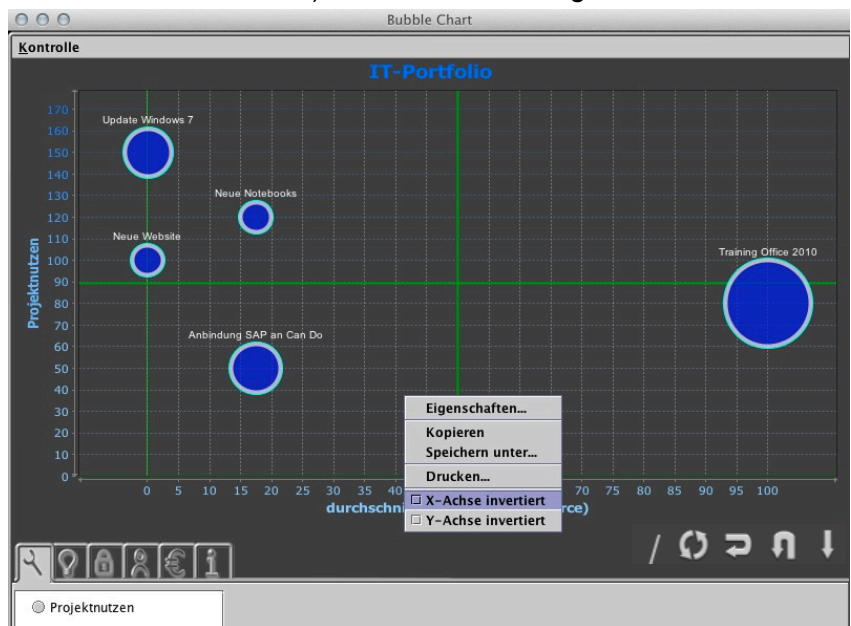 Bubble Chart
Kontrolle
IT-Portfolio
170
160
150
140
130
120
110
100
90
80
70
60
50
40
30
20
10
0
Projektnutzen
Update Windows 7
Neue Notebooks
Neue Website
Training Office 2010
Anbindung SAP an Can Do
0 5 10 15 20 25 30 35 40 70 75 80 85 90 95 100
Eigenschaften...
Kopieren
Speichern unter...
Drucken...
X-Achse invertiert
Y-Achse invertiert
Projektnutzen